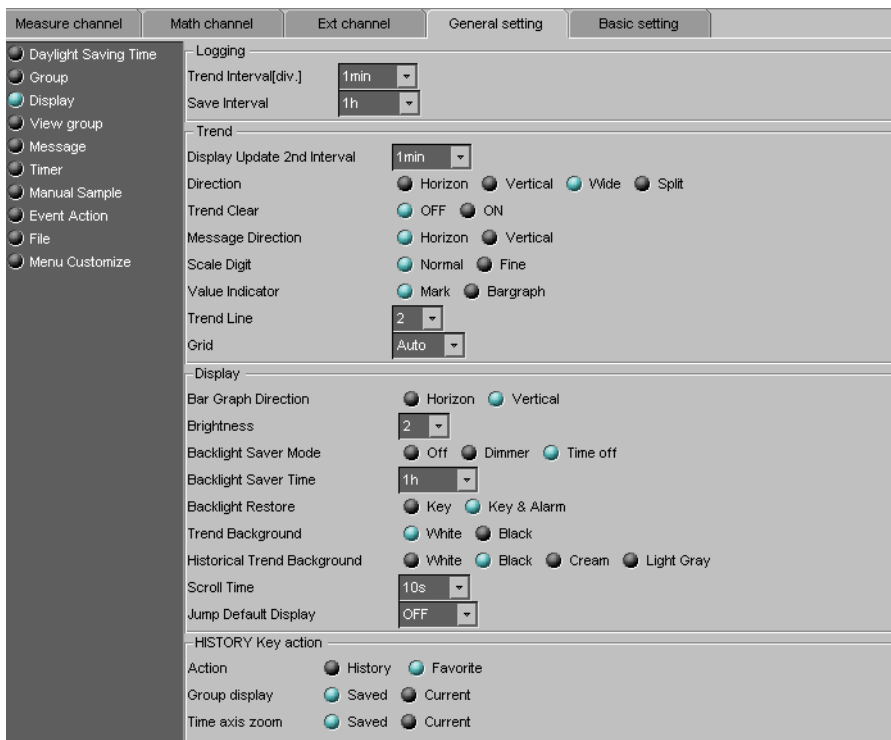 Measure channel Math channel Ext channel General setting Basic setting
Daylight Saving Time
Group
Display
View group
Message
Timer
Manual Sample
Event Action
File
Menu Customize
Logging
Trend Interval[div.] 1min
Save Interval 1h
Trend
Display Update 2nd Interval 1min
Direction Horizon Vertical Wide Split
Trend Clear OFF ON
Message Direction Horizon Vertical
Scale Digit Normal Fine
Value Indicator Mark Bargraph
Trend Line 2
Grid Auto
Display
Bar Graph Direction Horizon Vertical
Brightness 2
Backlight Saver Mode Off Dimmer Time off
Backlight Saver Time 1h
Backlight Restore Key Key & Alarm
Trend Background White Black
Historical Trend Background White Black Cream Light Gray
Scroll Time 10s
Jump Default Display OFF
HISTORY Key action
Action History Favorite
Group display Saved Current
Time axis zoom Saved Current